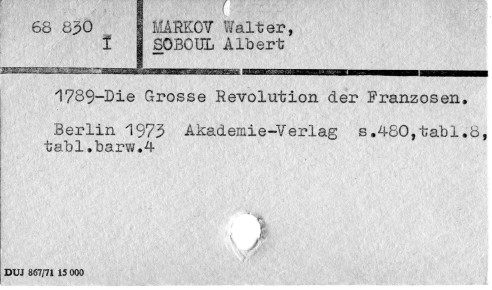 68 830
I
MARKOV Walter,
SOBOUL Albert
1789-Die Grosse Revolution der Franzosen.
Berlin 1973 Akademie-Verlag s.480,tabl.8,
tabl.barw.4
DUJ 867/71 15 000